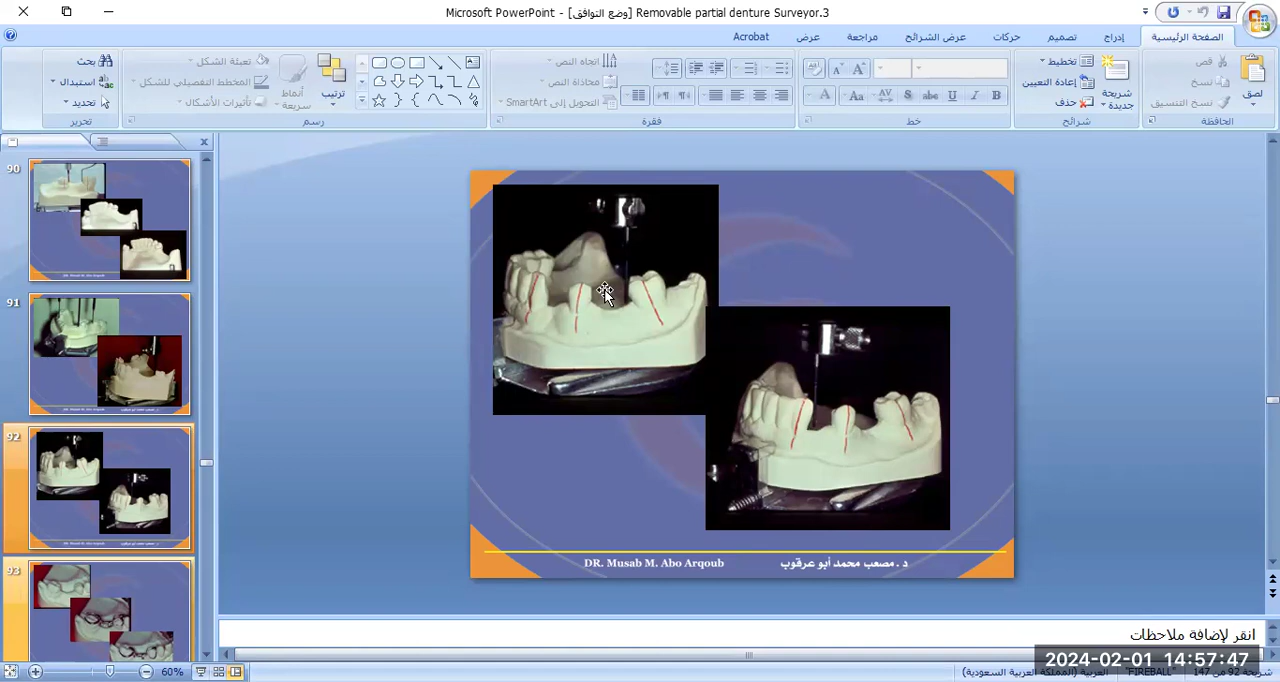 Microsoft PowerPoint - [وضع التوافق] Removable partial denture Surveyor.3
الصفحة الرئيسية
إدراج
تصميم
حركات
عرض الشرائح
مراجعة
عرض
Acrobat
لصق
قص
نسخ
نسخ التنسيق
الحافظة
شريحة جديدة
تخطيط
إعادة التعيين
حذف
شرائح
خط
فقرة
اتجاه النص
محاذاة النص
التحويل إلى SmartArt
ترتيب
أنماط سريعة
تعبئة الشكل
المخطط التفصيلي للشكل
تأثيرات الأشكال
رسم
بحث
استبدال
تحديد
تحرير
90
91
92
93
DR. Musab M. Abo Arqoub
د. مصعب محمد أبو عرقوب
انقر لإضافة ملاحظات
2024-02-01 14:57:47
شريحة 92 من 147
"FIREBALL"
العربية (المملكة العربية السعودية)
60%